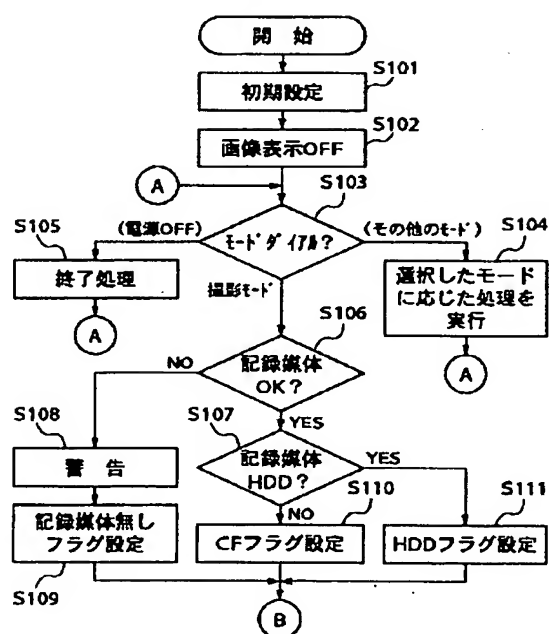 開 始
S101
初期設定
S102
画像表示OFF
A
S103
モードダイアル?
(電源OFF)
(その他のモード)
S105
終了処理
A
撮影モード
S104
選択したモード
に応じた処理を
実行
A
S106
記録媒体
OK?
NO
YES
S108
警 告
S107
記録媒体
HDD?
YES
NO
記録媒体無し
フラグ設定
S109
S110
CFフラグ設定
S111
HDDフラグ設定
B